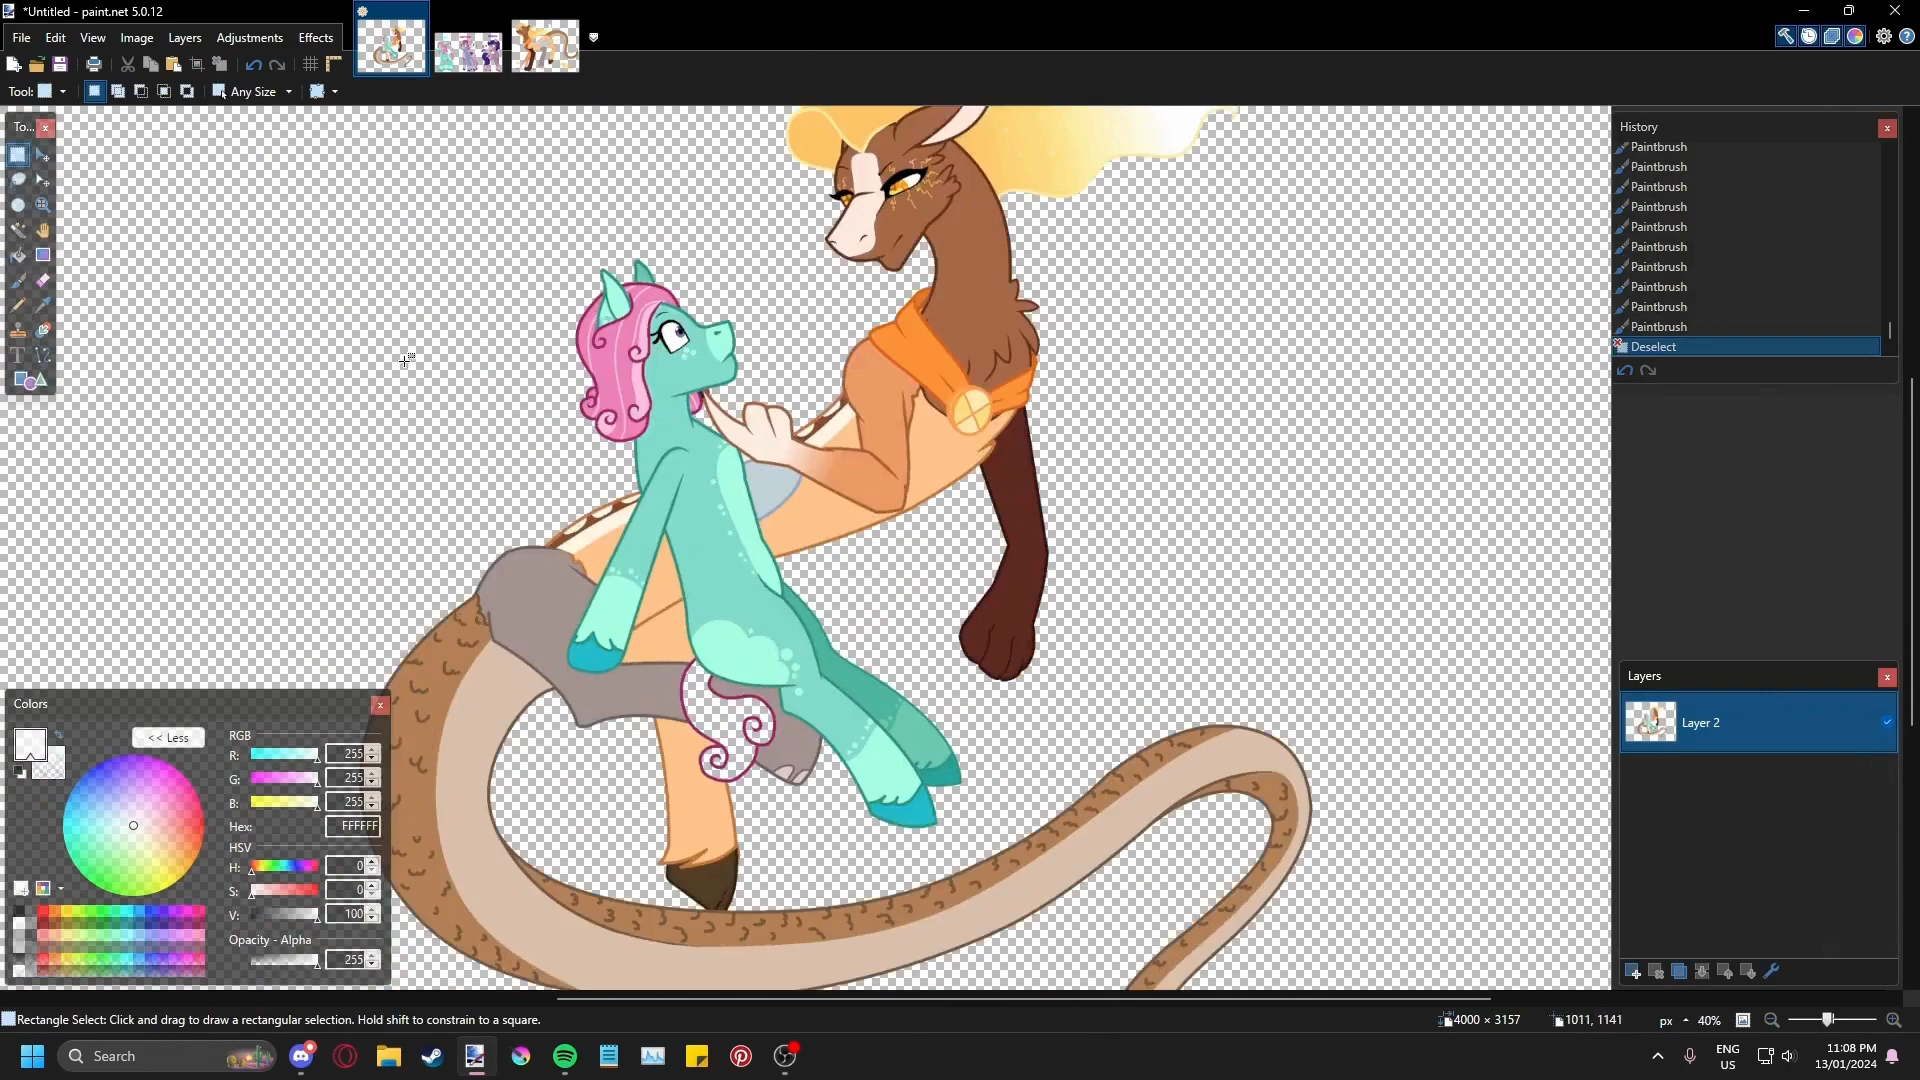 *Untitled - paint.net 5.0.12
File Edit View Image Layers Adjustments Effects
Tool: Any Size
To...
History
Paintbrush
Paintbrush
Paintbrush
Paintbrush
Paintbrush
Paintbrush
Paintbrush
Paintbrush
Paintbrush
Paintbrush
Deselect
Layers
Layer 2
Colors
<< Less
RGB
R: 255
G: 255
B: 255
Hex: FFFFFF
HSV
H: 0
S: 0
V: 100
Opacity - Alpha
255
Rectangle Select: Click and drag to draw a rectangular selection. Hold shift to constrain to a square.
4000 × 3157 1011, 1141 px 40%
Search
ENG
US
11:08 PM
13/01/2024